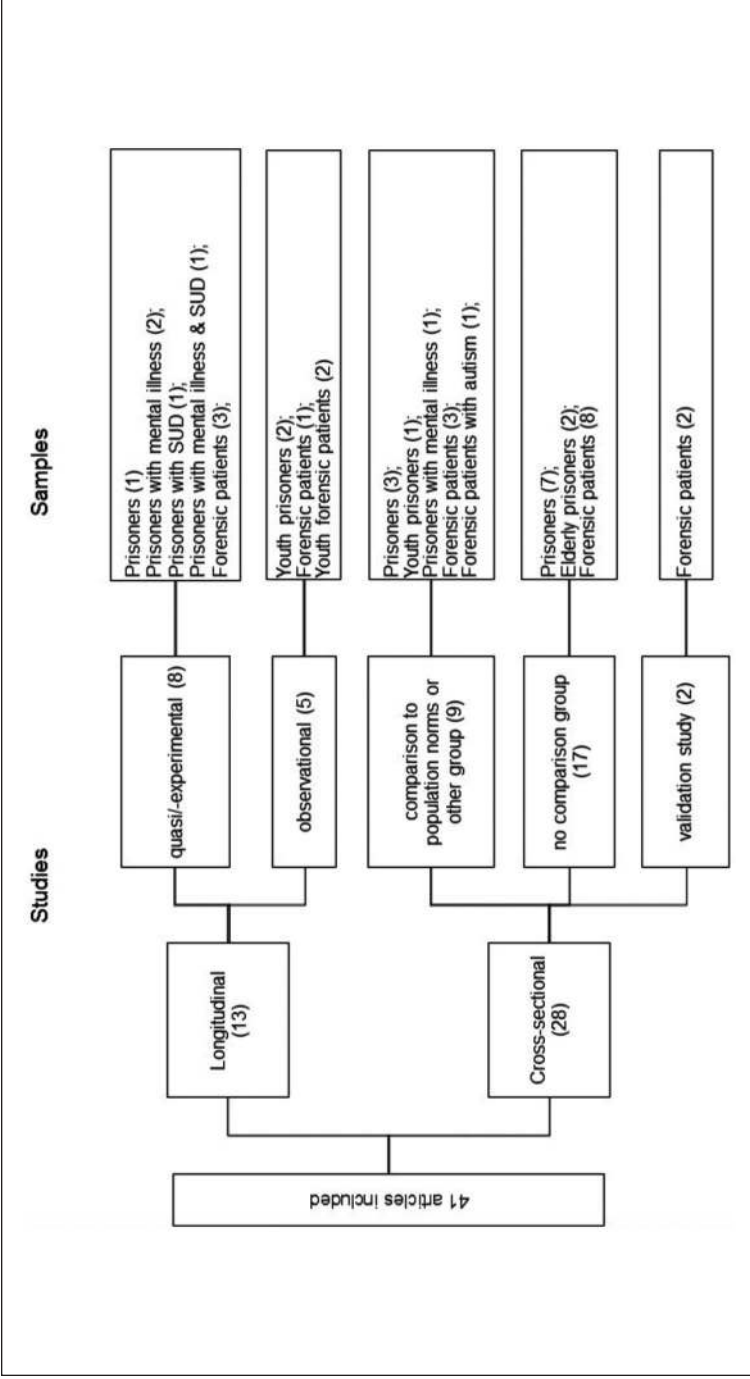 Studies
Samples
41 articles included
Longitudinal
(13)
quasi/-experimental (8)
Prisoners (1)
Prisoners with mental illness (2);
Prisoners with SUD (1);
Prisoners with mental illness & SUD (1);
Forensic patients (3);
observational (5)
Youth prisoners (2);
Forensic patients (1);
Youth forensic patients (2)
Cross-sectional
(28)
comparison to
population norms or
other group (9)
Prisoners (3);
Youth prisoners (1);
Prisoners with mental illness (1);
Forensic patients (3);
Forensic patients with autism (1);
no comparison group
(17)
Prisoners (7);
Elderly prisoners (2);
Forensic patients (8)
validation study (2)
Forensic patients (2)